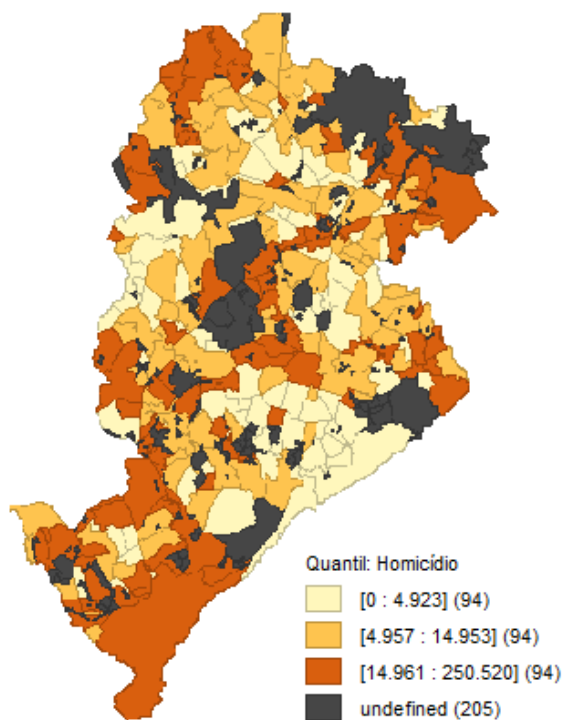 Quantil: Homicídio
[0 : 4.923] (94)
[4.957 : 14.953] (94)
[14.961 : 250.520] (94)
undefined (205)